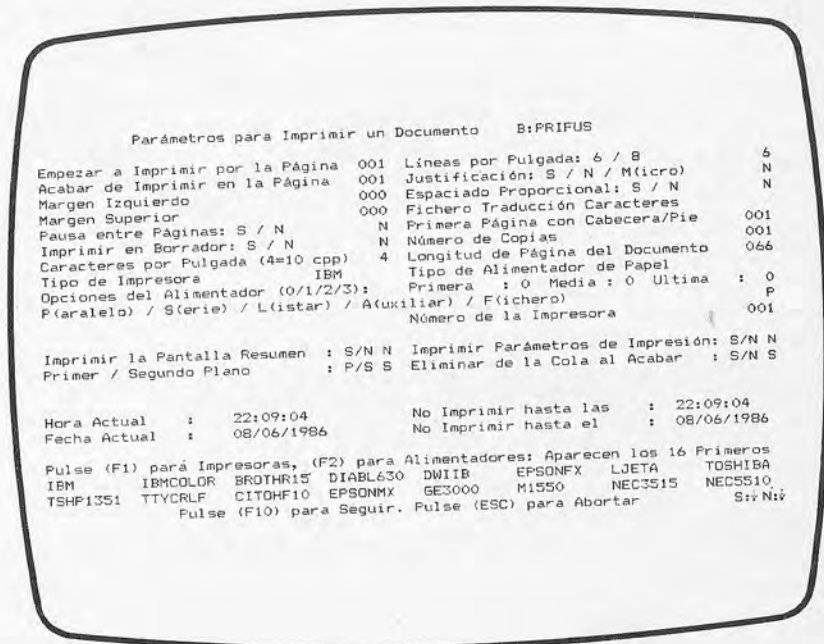 Parámetros para Imprimir un Documento B:PRIFUS
Empezar a Imprimir por la Página 001 Líneas por Pulgada: 6 / 8 6
Acabar de Imprimir en la Página 001 Justificación: S / N / M(icro) N
Margen Izquierdo 000 Espaciado Proporcional: S / N N
Margen Superior 000 Fichero Traducción Caracteres
Pausa entre Páginas: S / N N Primera Página con Cabecera/Pie 001
Imprimir en Borrador: S / N N Número de Copias 001
Caracteres por Pulgada (4=10 cpp) 4 Longitud de Página del Documento 066
Tipo de Impresora IBM Tipo de Alimentador de Papel
Opciones del Alimentador (0/1/2/3): Primera : 0 Media : 0 Ultima : 0
P(aralelo) / S(erie) / L(istar) / A(uxiliar) / F(ichero) P
Número de la Impresora 001
Imprimir la Pantalla Resumen : S/N N Imprimir Parámetros de Impresión: S/N N
Primer / Segundo Plano : P/S S Eliminar de la Cola al Acabar : S/N S
Hora Actual : 22:09:04 No Imprimir hasta las : 22:09:04
Fecha Actual : 08/06/1986 No Imprimir hasta el : 08/06/1986
Pulse (F1) pará Impresoras, (F2) para Alimentadores: Aparecen los 16 Primeros
IBM IBMCOLOR BROTHR15 DIABL630 DWIIB EPSONFX LJETA TOSHIBA
TSHP1351 TTYCRLF CITOHF10 EPSONMX GE3000 M1550 NEC3515 NEC5510
Pulse (F10) para Seguir. Pulse (ESC) para Abortar S: N: